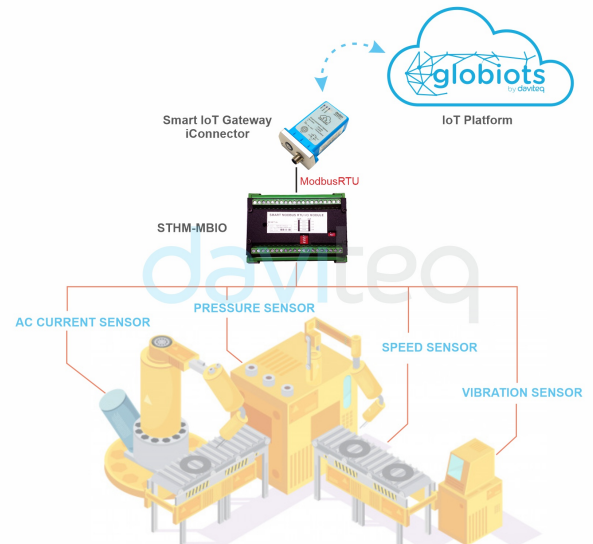 globiots
by daviteq
Smart IoT Gateway
iConnector
IoT Platform
ModbusRTU
STHM-MBIO
daviteq
PRESSURE SENSOR
AC CURRENT SENSOR
SPEED SENSOR
VIBRATION SENSOR